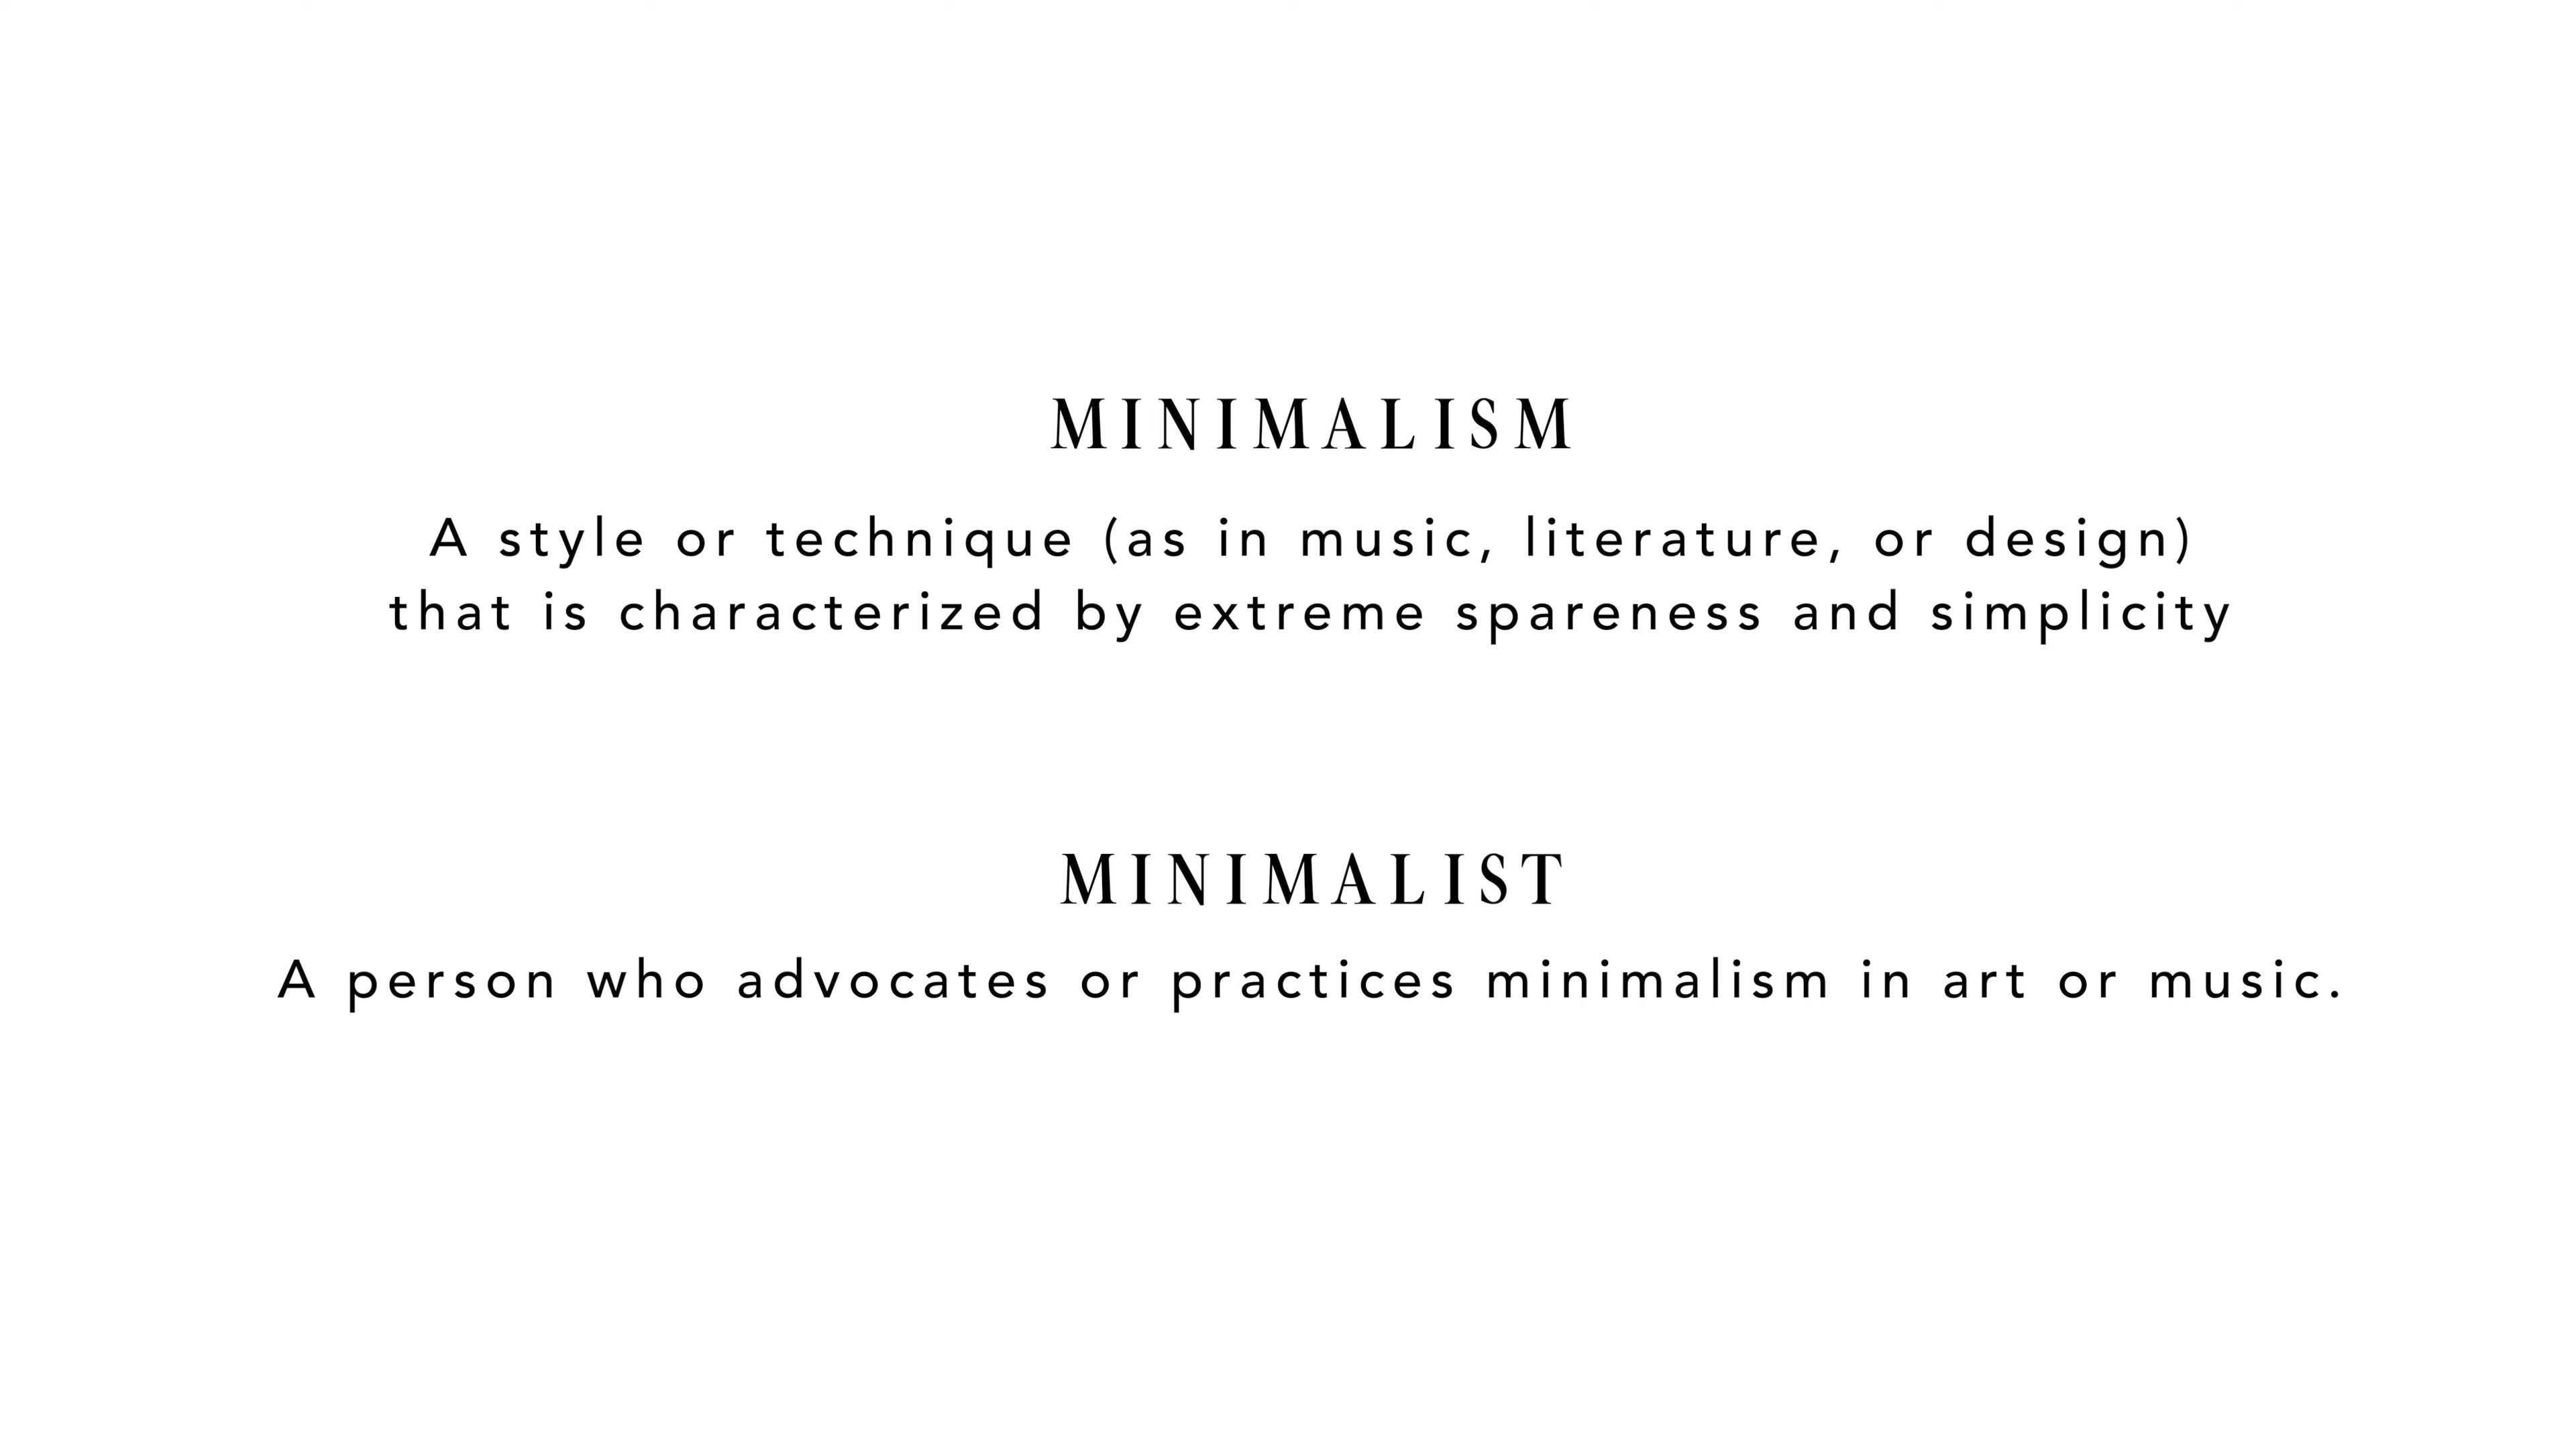 MINIMALISM
A style or technique (as in music, literature, or design)
that is characterized by extreme spareness and simplicity
MINIMALIST
A person who advocates or practices minimalism in art or music.